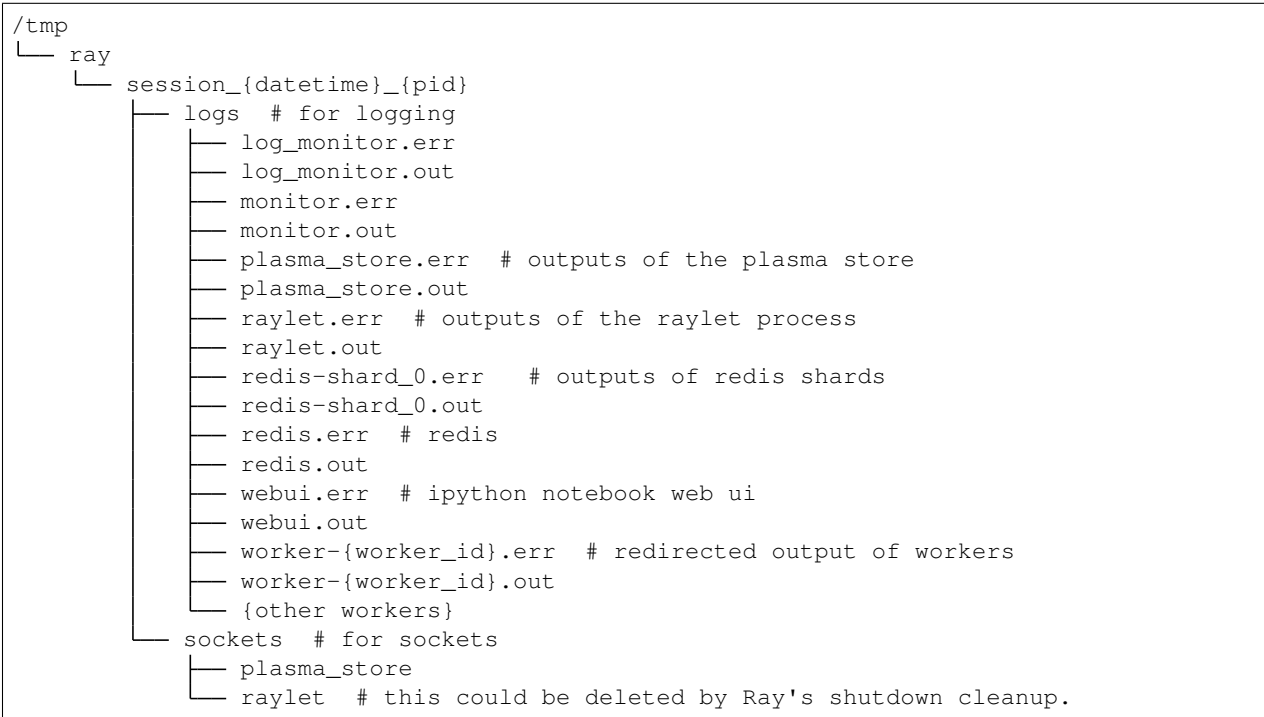 /tmp
└── ray
    └── session_{datetime}_{pid}
        ├── logs  # for logging
        │   ├── log_monitor.err
        │   ├── log_monitor.out
        │   ├── monitor.err
        │   ├── monitor.out
        │   ├── plasma_store.err  # outputs of the plasma store
        │   ├── plasma_store.out
        │   ├── raylet.err  # outputs of the raylet process
        │   ├── raylet.out
        │   ├── redis-shard_0.err   # outputs of redis shards
        │   ├── redis-shard_0.out
        │   ├── redis.err  # redis
        │   ├── redis.out
        │   ├── webui.err  # ipython notebook web ui
        │   ├── webui.out
        │   ├── worker-{worker_id}.err  # redirected output of workers
        │   ├── worker-{worker_id}.out
        │   └── {other workers}
        └── sockets  # for sockets
            ├── plasma_store
            └── raylet  # this could be deleted by Ray's shutdown cleanup.